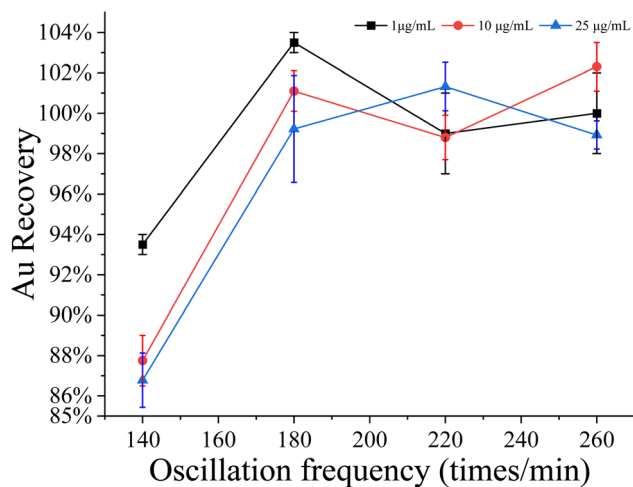 1μg/mL 10 μg/mL 25 μg/mL
104%
102%
100%
98%
96%
94%
92%
90%
88%
86%
85%
Au Recovery
140 160 180 200 220 240 260
Oscillation frequency (times/min)